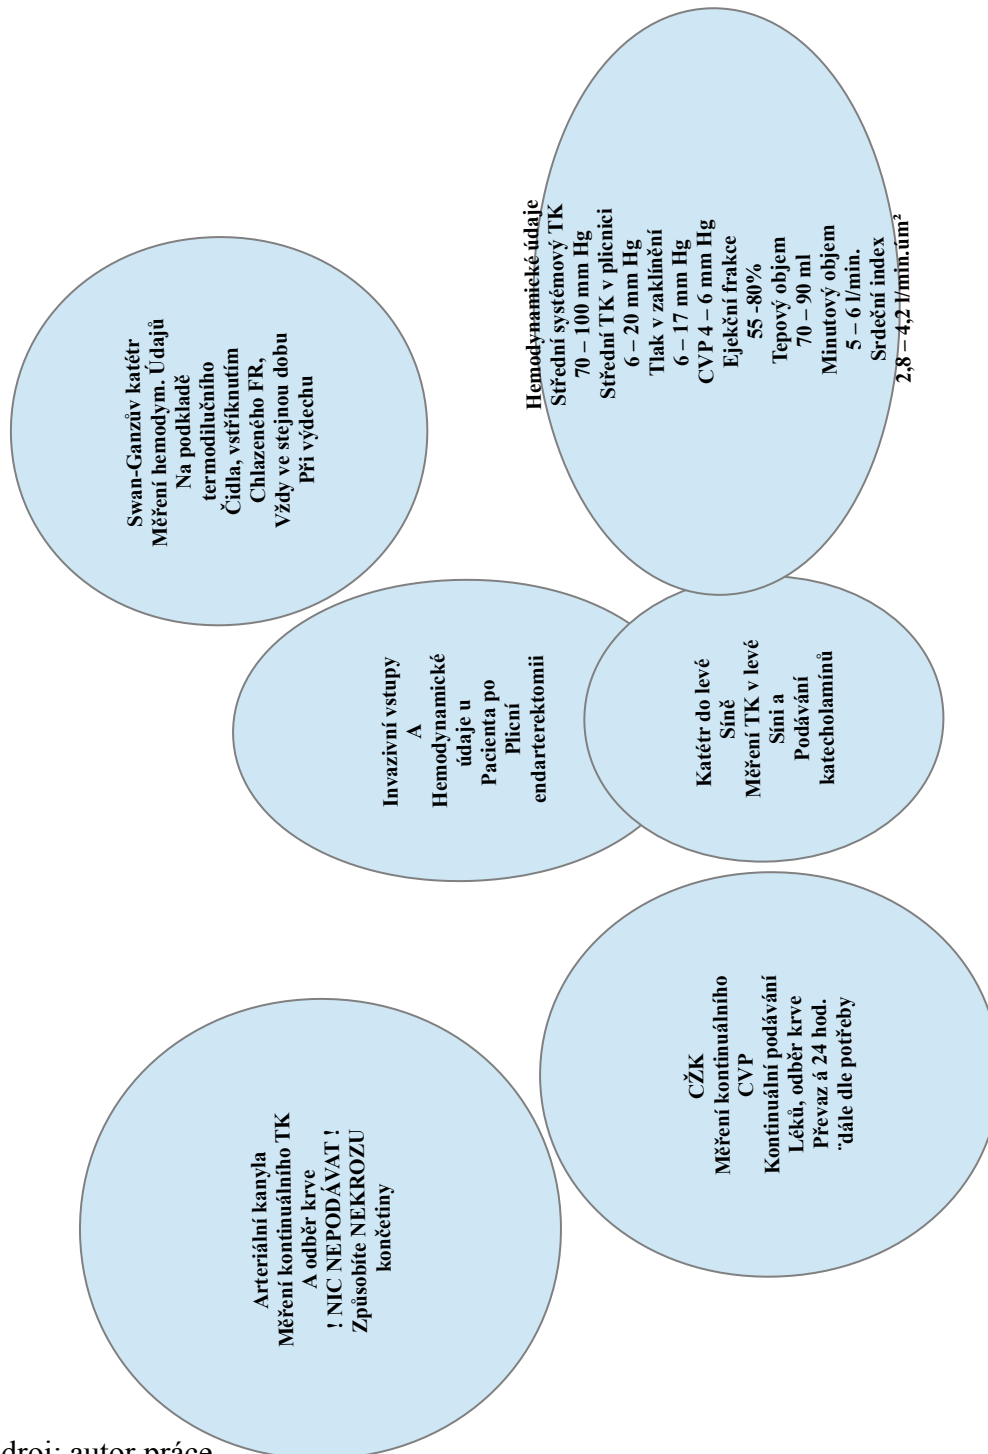 Swan-Ganzův katétr
Měření hemodym. Údajů
Na podkladě
termodilučního
Čidla, vstříknutím
Chlazeného FR,
Vždy ve stejnou dobu
Při výdechu
Hemodynamické údaje
Střední systémový TK
70 – 100 mm Hg
Střední TK v plicnici
6 – 20 mm Hg
Tlak v zaklínění
6 – 17 mm Hg
CVP 4 – 6 mm Hg
Ejekční frakce
55 -80%
Tepový objem
70 – 90 ml
Minutový objem
5 – 6 l/min.
Srdeční index
2,8 – 4,2 l/min.úm²
Invazivní vstupy
A
Hemodynamické
údaje u
Pacienta po
Plicní
endarterektomii
Katétr do levé
Síně
Měření TK v levé
Síni a
Podávání
katecholamínů
Arteriální kanyla
Měření kontinuálního TK
A odběr krve
! NIC NEPODÁVAT !
Způsobíte NEKROZU
končetiny
CŽK
Měření kontinuálního
CVP
Kontinuální podávání
Léků, odběr krve
Převaz á 24 hod.
¨dále dle potřeby
droj: autor práce